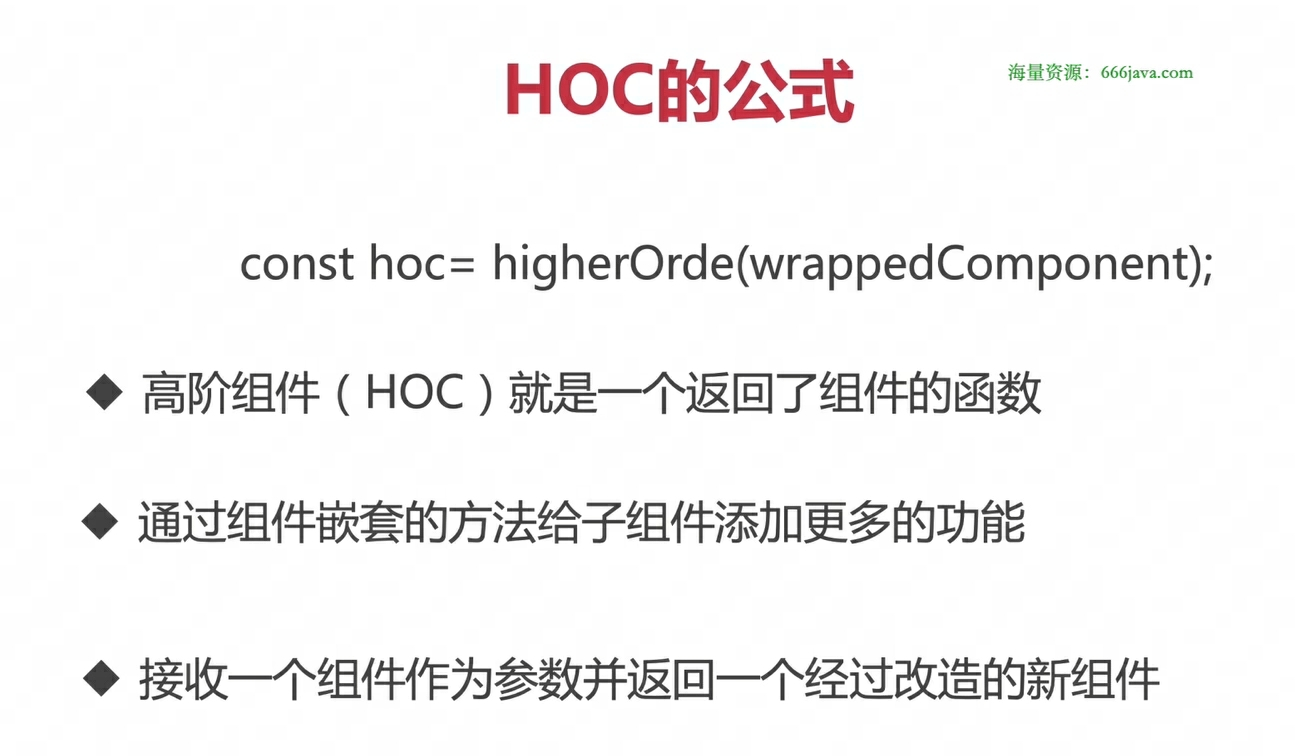 HOC的公式
海量资源：666java.com
const hoc= higherOrde(wrappedComponent);
◆ 高阶组件（HOC）就是一个返回了组件的函数
◆ 通过组件嵌套的方法给子组件添加更多的功能
◆ 接收一个组件作为参数并返回一个经过改造的新组件